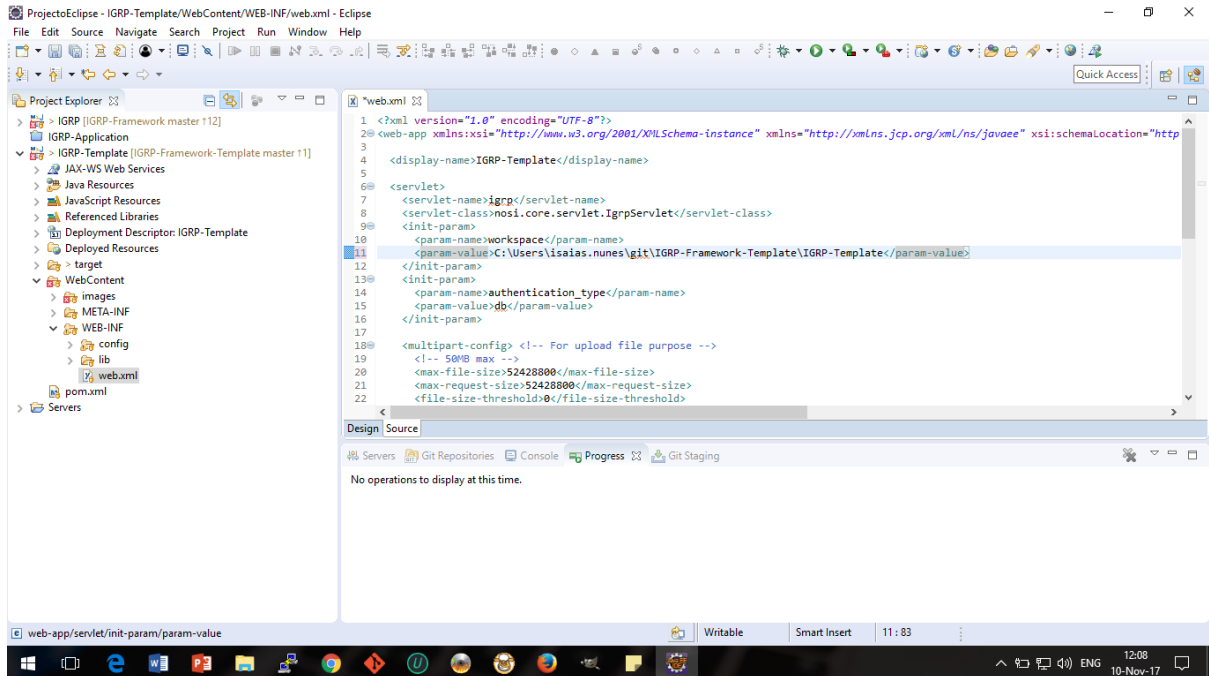 ProjectoEclipse - IGRP-Template/WebContent/WEB-INF/web.xml - Eclipse
File Edit Source Navigate Search Project Run Window Help
Quick Access
Project Explorer
> IGRP [IGRP-Framework master ↑12]
IGRP-Application
> IGRP-Template [IGRP-Framework-Template master ↑1]
JAX-WS Web Services
Java Resources
JavaScript Resources
Referenced Libraries
Deployment Descriptor: IGRP-Template
Deployed Resources
> target
WebContent
images
META-INF
WEB-INF
config
lib
web.xml
pom.xml
Servers
*web.xml
1 <?xml version="1.0" encoding="UTF-8"?>
2 <web-app xmlns:xsi="http://www.w3.org/2001/XMLSchema-instance" xmlns="http://xmlns.jcp.org/xml/ns/javaee" xsi:schemaLocation="http
3
4 <display-name>IGRP-Template</display-name>
5
6 <servlet>
7 <servlet-name>igrp</servlet-name>
8 <servlet-class>nosi.core.servlet.IgrpServlet</servlet-class>
9 <init-param>
10 <param-name>workspace</param-name>
11 <param-value>C:\Users\isaias.nunes\git\IGRP-Framework-Template\IGRP-Template</param-value>
12 </init-param>
13 <init-param>
14 <param-name>authentication_type</param-name>
15 <param-value>db</param-value>
16 </init-param>
17
18 <multipart-config> <!-- For upload file purpose -->
19 <!-- 50MB max -->
20 <max-file-size>52428800</max-file-size>
21 <max-request-size>52428800</max-request-size>
22 <file-size-threshold>0</file-size-threshold>
Design Source
Servers Git Repositories Console Progress Git Staging
No operations to display at this time.
web-app/servlet/init-param/param-value Writable Smart Insert 11 : 83
ENG
12:08
10-Nov-17